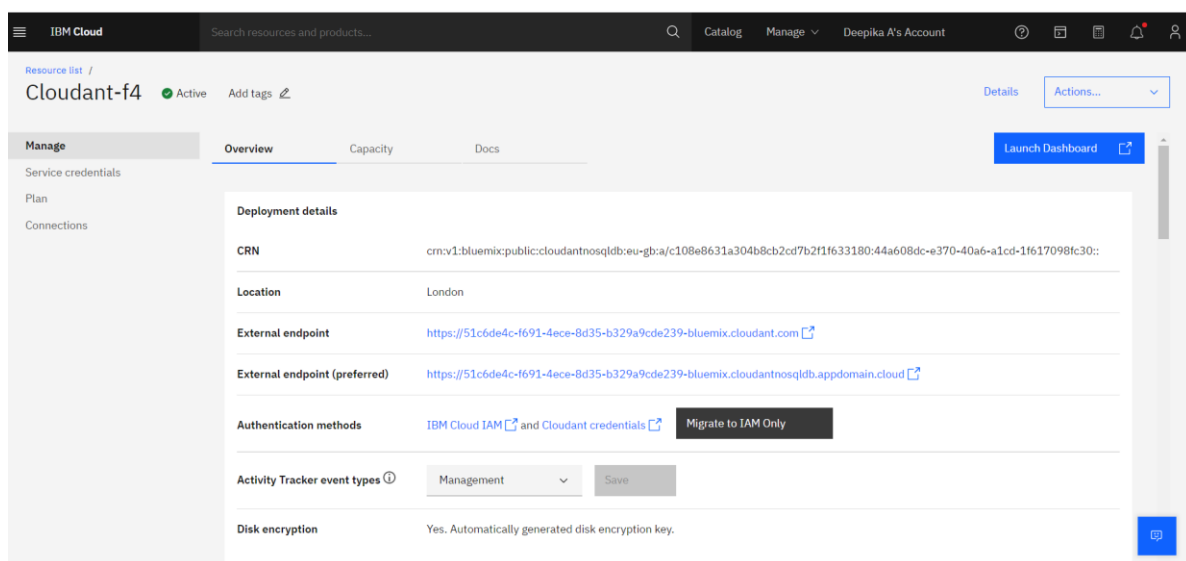 IBM Cloud
Search resources and products...
Catalog
Manage
Deepika A's Account
Resource list /
Cloudant-f4
Active
Add tags
Details
Actions...
Manage
Service credentials
Plan
Connections
Overview
Capacity
Docs
Launch Dashboard
Deployment details
CRN
crn:v1:bluemix:public:cloudantnosqldb:eu-gb:a/c108e8631a304b8cb2cd7b2f1f633180:44a608dc-e370-40a6-a1cd-1f617098fc30::
Location
London
External endpoint
https://51c6de4c-f691-4ece-8d35-b329a9cde239-bluemix.cloudant.com
External endpoint (preferred)
https://51c6de4c-f691-4ece-8d35-b329a9cde239-bluemix.cloudantnosqldb.appdomain.cloud
Authentication methods
IBM Cloud IAM and Cloudant credentials
Migrate to IAM Only
Activity Tracker event types
Management
Save
Disk encryption
Yes. Automatically generated disk encryption key.